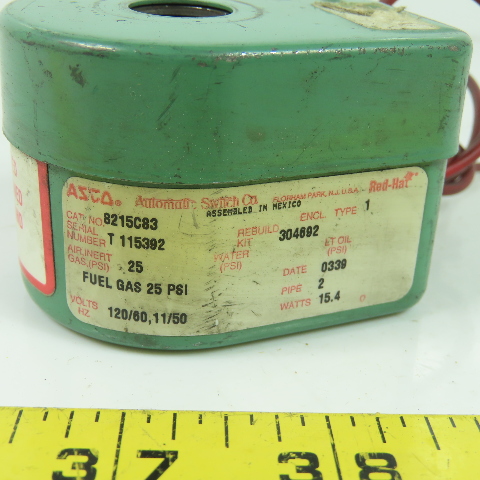 ASCO® Automatic Switch Co. FLORHAM PARK, N.J. U.S.A. Red-Hat
ASSEMBLED IN MEXICO
CAT. NO. 8215C83 ENCL. TYPE 1
SERIAL NUMBER T 115392 REBUILD KIT 304692
AIR, INERT GAS, (PSI) 25 WATER (PSI) LT OIL (PSI)
FUEL GAS 25 PSI DATE 0339
PIPE 2
VOLTS HZ 120/60, 11/50 WATTS 15.4
37 38